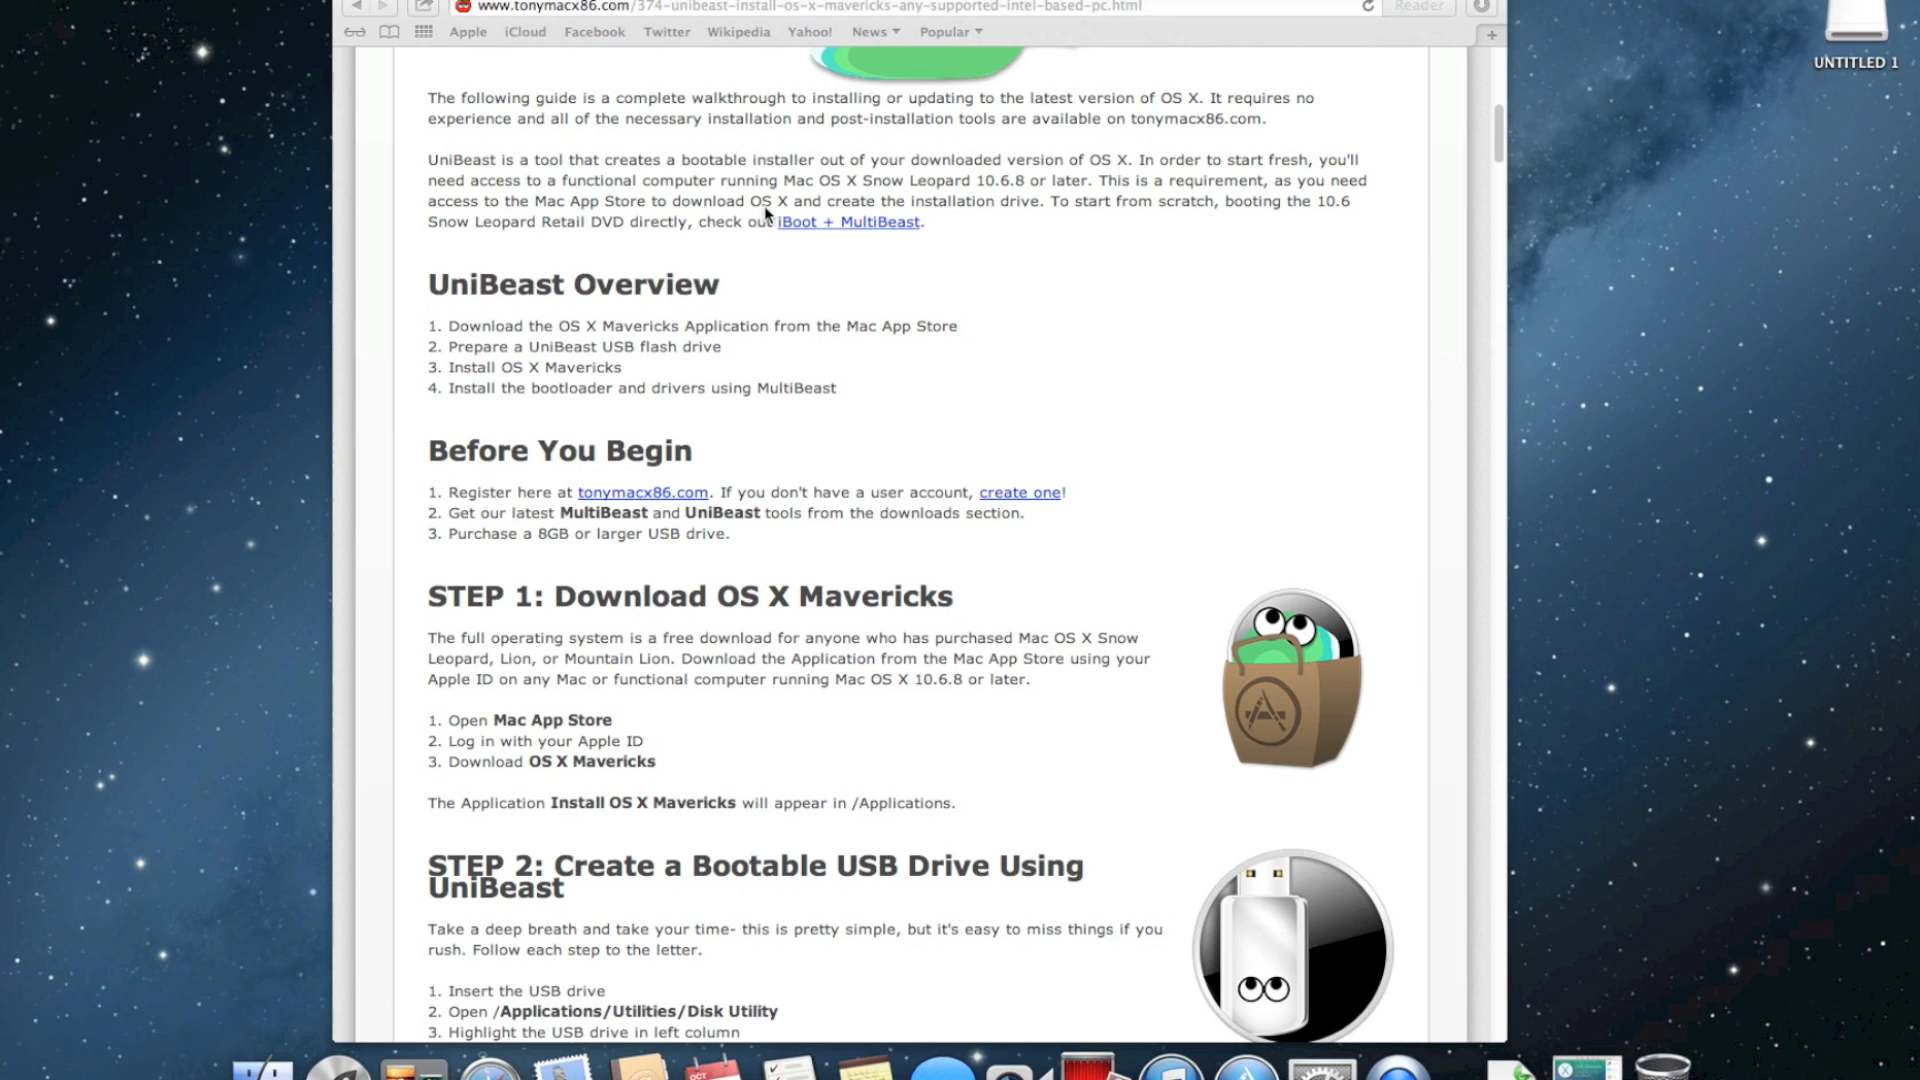 www.tonymacx86.com/374-unibeast-install-os-x-mavericks-any-supported-intel-based-pc.html
Reader
Apple iCloud Facebook Twitter Wikipedia Yahoo! News Popular
UNTITLED 1
The following guide is a complete walkthrough to installing or updating to the latest version of OS X. It requires no
experience and all of the necessary installation and post-installation tools are available on tonymacx86.com.
UniBeast is a tool that creates a bootable installer out of your downloaded version of OS X. In order to start fresh, you'll
need access to a functional computer running Mac OS X Snow Leopard 10.6.8 or later. This is a requirement, as you need
access to the Mac App Store to download OS X and create the installation drive. To start from scratch, booting the 10.6
Snow Leopard Retail DVD directly, check out iBoot + MultiBeast.
UniBeast Overview
1. Download the OS X Mavericks Application from the Mac App Store
2. Prepare a UniBeast USB flash drive
3. Install OS X Mavericks
4. Install the bootloader and drivers using MultiBeast
Before You Begin
1. Register here at tonymacx86.com. If you don't have a user account, create one!
2. Get our latest MultiBeast and UniBeast tools from the downloads section.
3. Purchase a 8GB or larger USB drive.
STEP 1: Download OS X Mavericks
The full operating system is a free download for anyone who has purchased Mac OS X Snow
Leopard, Lion, or Mountain Lion. Download the Application from the Mac App Store using your
Apple ID on any Mac or functional computer running Mac OS X 10.6.8 or later.
1. Open Mac App Store
2. Log in with your Apple ID
3. Download OS X Mavericks
The Application Install OS X Mavericks will appear in /Applications.
STEP 2: Create a Bootable USB Drive Using
UniBeast
Take a deep breath and take your time- this is pretty simple, but it's easy to miss things if you
rush. Follow each step to the letter.
1. Insert the USB drive
2. Open /Applications/Utilities/Disk Utility
3. Highlight the USB drive in left column
OCT